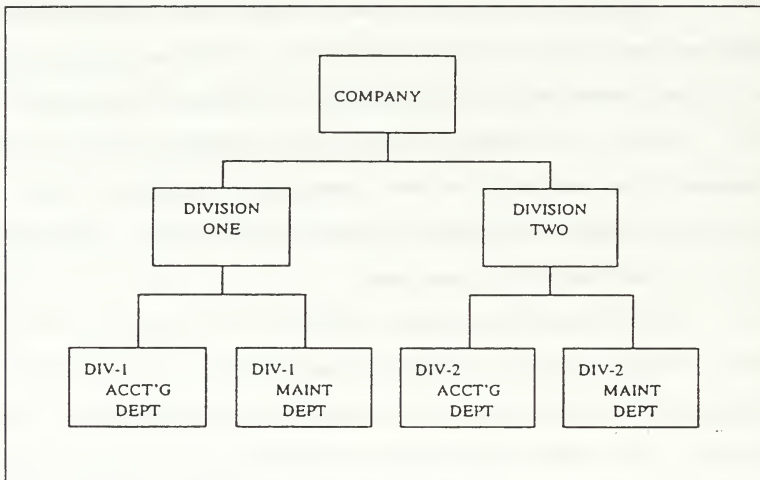 COMPANY
DIVISION
ONE
DIVISION
TWO
DIV-1
ACCT'G
DEPT
DIV-1
MAINT
DEPT
DIV-2
ACCT'G
DEPT
DIV-2
MAINT
DEPT